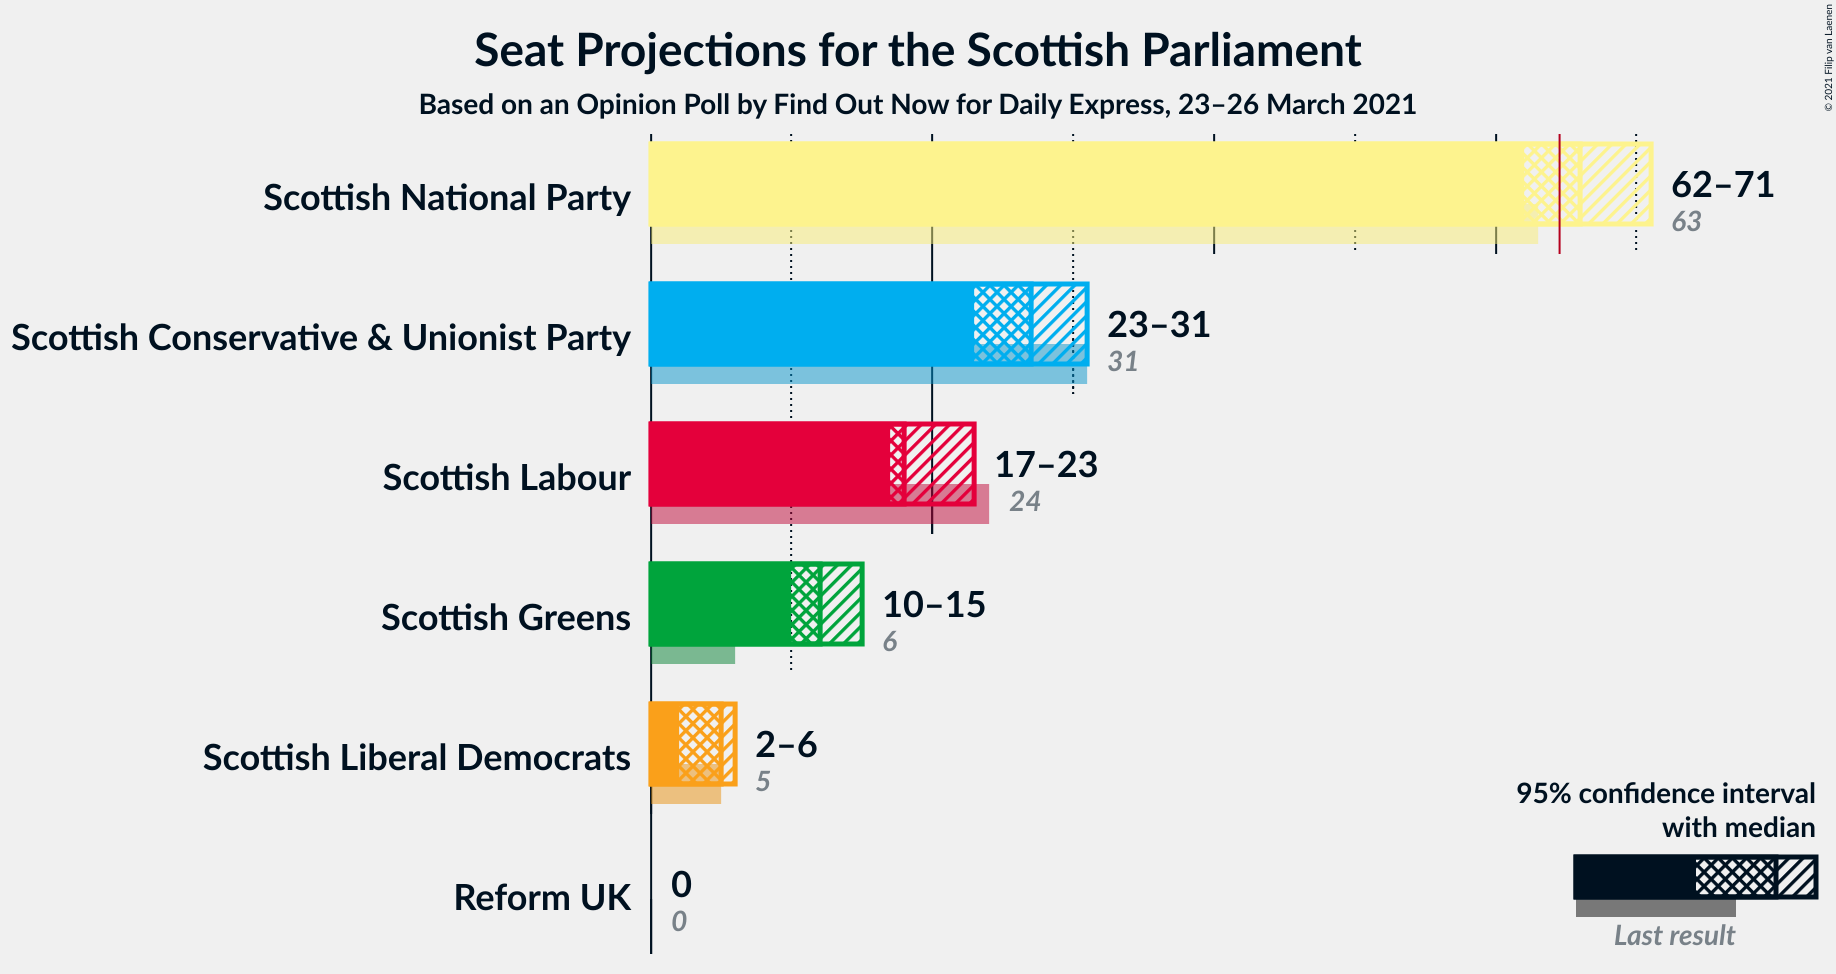 Seat Projections for the Scottish Parliament
Based on an Opinion Poll by Find Out Now for Daily Express, 23–26 March 2021
© 2021 Filip van Laenen
Scottish National Party
62–71
63
Scottish Conservative & Unionist Party
23–31
31
Scottish Labour
17–23
24
Scottish Greens
10–15
6
Scottish Liberal Democrats
2–6
5
Reform UK
0
0
95% confidence interval
with median
Last result